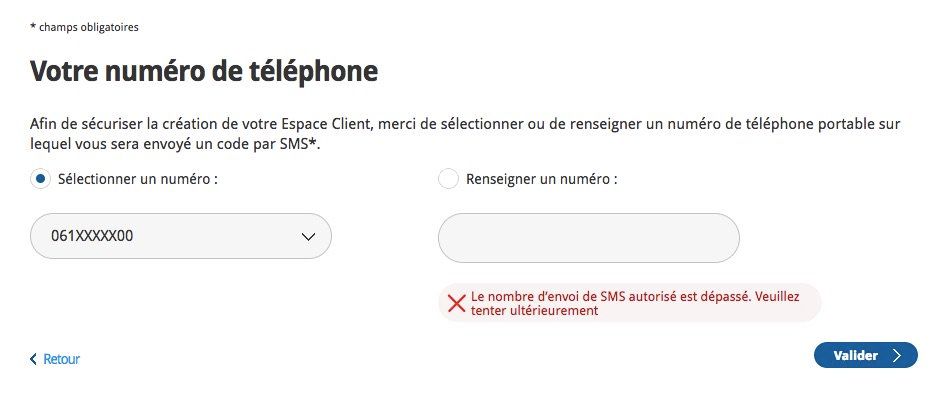 * champs obligatoires
Votre numéro de téléphone
Afin de sécuriser la création de votre Espace Client, merci de sélectionner ou de renseigner un numéro de téléphone portable sur
lequel vous sera envoyé un code par SMS*.
Sélectionner un numéro :
Renseigner un numéro :
061XXXXX00
Le nombre d'envoi de SMS autorisé est dépassé. Veuillez
tenter ultérieurement
Retour
Valider